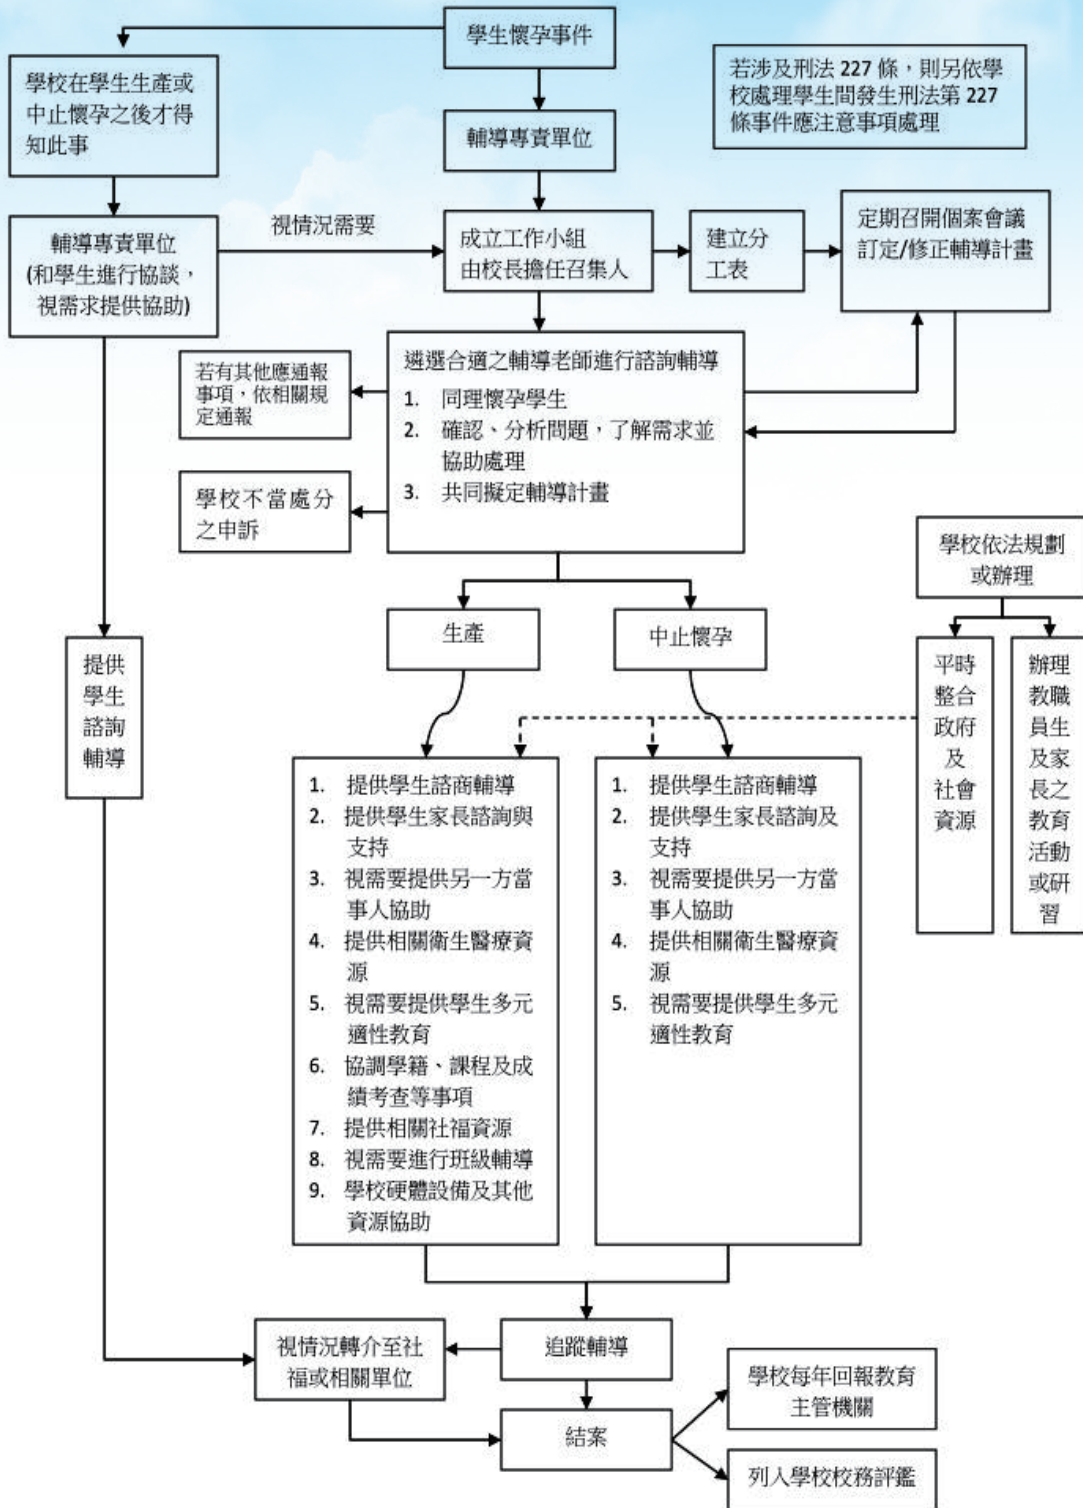 學生懷孕事件
學校在學生生產或
中止懷孕之後才得
知此事
若涉及刑法 227 條，則另依學
校處理學生間發生刑法第 227
條事件應注意事項處理
輔導專責單位
輔導專責單位
(和學生進行協談，
視需求提供協助)
視情況需要
成立工作小組
由校長擔任召集人
建立分
工表
定期召開個案會議
訂定/修正輔導計畫
若有其他應通報
事項，依相關規
定通報
遴選合適之輔導老師進行諮詢輔導
1. 同理懷孕學生
2. 確認、分析問題，了解需求並
協助處理
3. 共同擬定輔導計畫
學校不當處分
之申訴
學校依法規劃
或辦理
生產
中止懷孕
提供
學生
諮詢
輔導
平時
整合
政府
及
社會
資源
辦理
教職
員生
及家
長之
教育
活動
或研
習
1. 提供學生諮商輔導
2. 提供學生家長諮詢與
支持
3. 視需要提供另一方當
事人協助
4. 提供相關衛生醫療資
源
5. 視需要提供學生多元
適性教育
6. 協調學籍、課程及成
績考查等事項
7. 提供相關社福資源
8. 視需要進行班級輔導
9. 學校硬體設備及其他
資源協助
1. 提供學生諮商輔導
2. 提供學生家長諮詢及
支持
3. 視需要提供另一方當
事人協助
4. 提供相關衛生醫療資
源
5. 視需要提供學生多元
適性教育
視情況轉介至社
福或相關單位
追蹤輔導
結案
學校每年回報教育
主管機關
列入學校校務評鑑